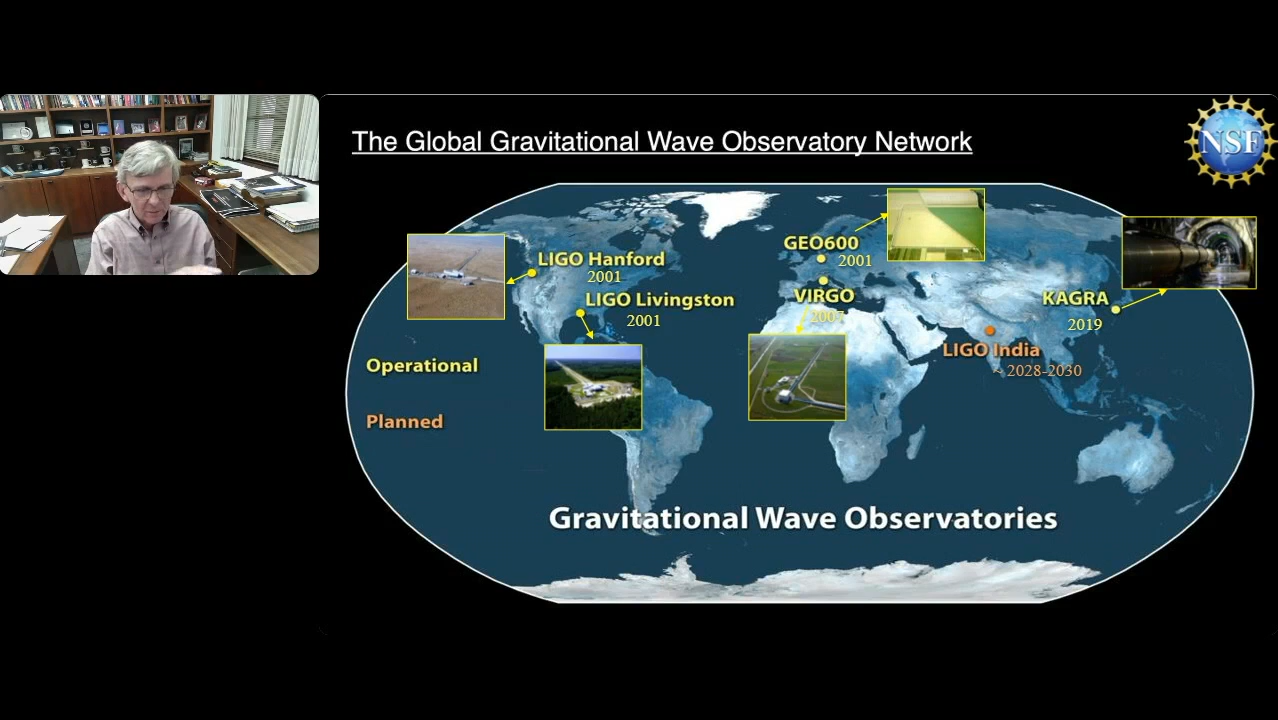 The Global Gravitational Wave Observatory Network
NSF
GEO600
2001
LIGO Hanford
2001
LIGO Livingston
2001
VIRGO
2007
KAGRA
2019
LIGO India
~ 2028-2030
Operational
Planned
Gravitational Wave Observatories